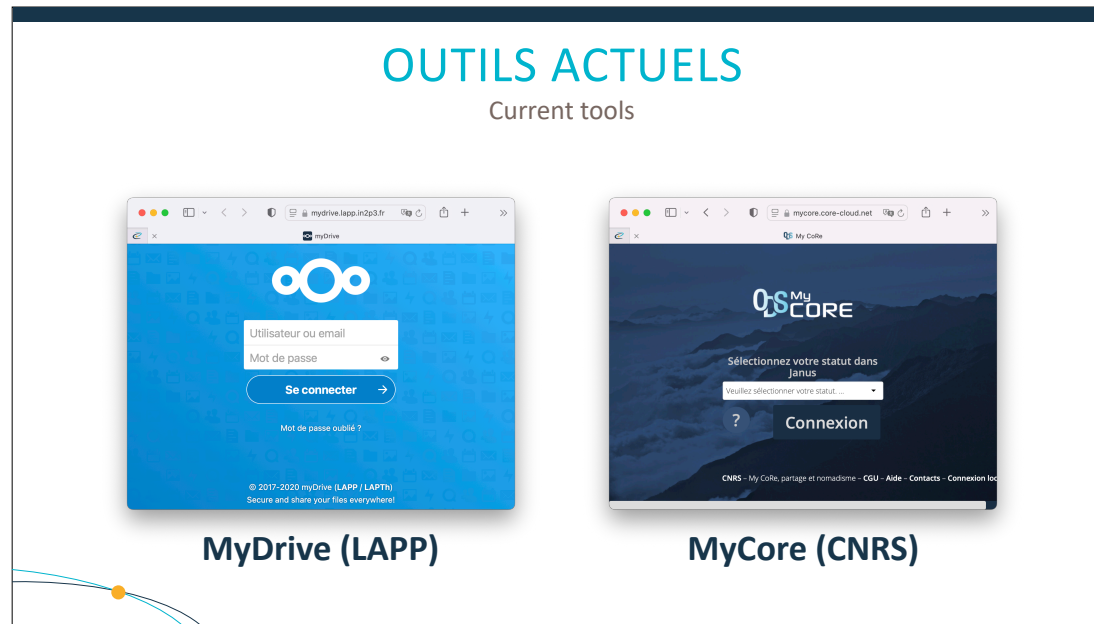 OUTILS ACTUELS
Current tools
mydrive.lapp.in2p3.fr
myDrive
Utilisateur ou email
Mot de passe
Se connecter
Mot de passe oublié ?
© 2017-2020 myDrive (LAPP / LAPTh)
Secure and share your files everywhere!
MyDrive (LAPP)
mycore.core-cloud.net
My CoRe
ODS My CORE
Sélectionnez votre statut dans
Janus
Veuillez sélectionner votre statut. ...
?
Connexion
CNRS – My CoRe, partage et nomadisme – CGU – Aide – Contacts – Connexion loc
MyCore (CNRS)